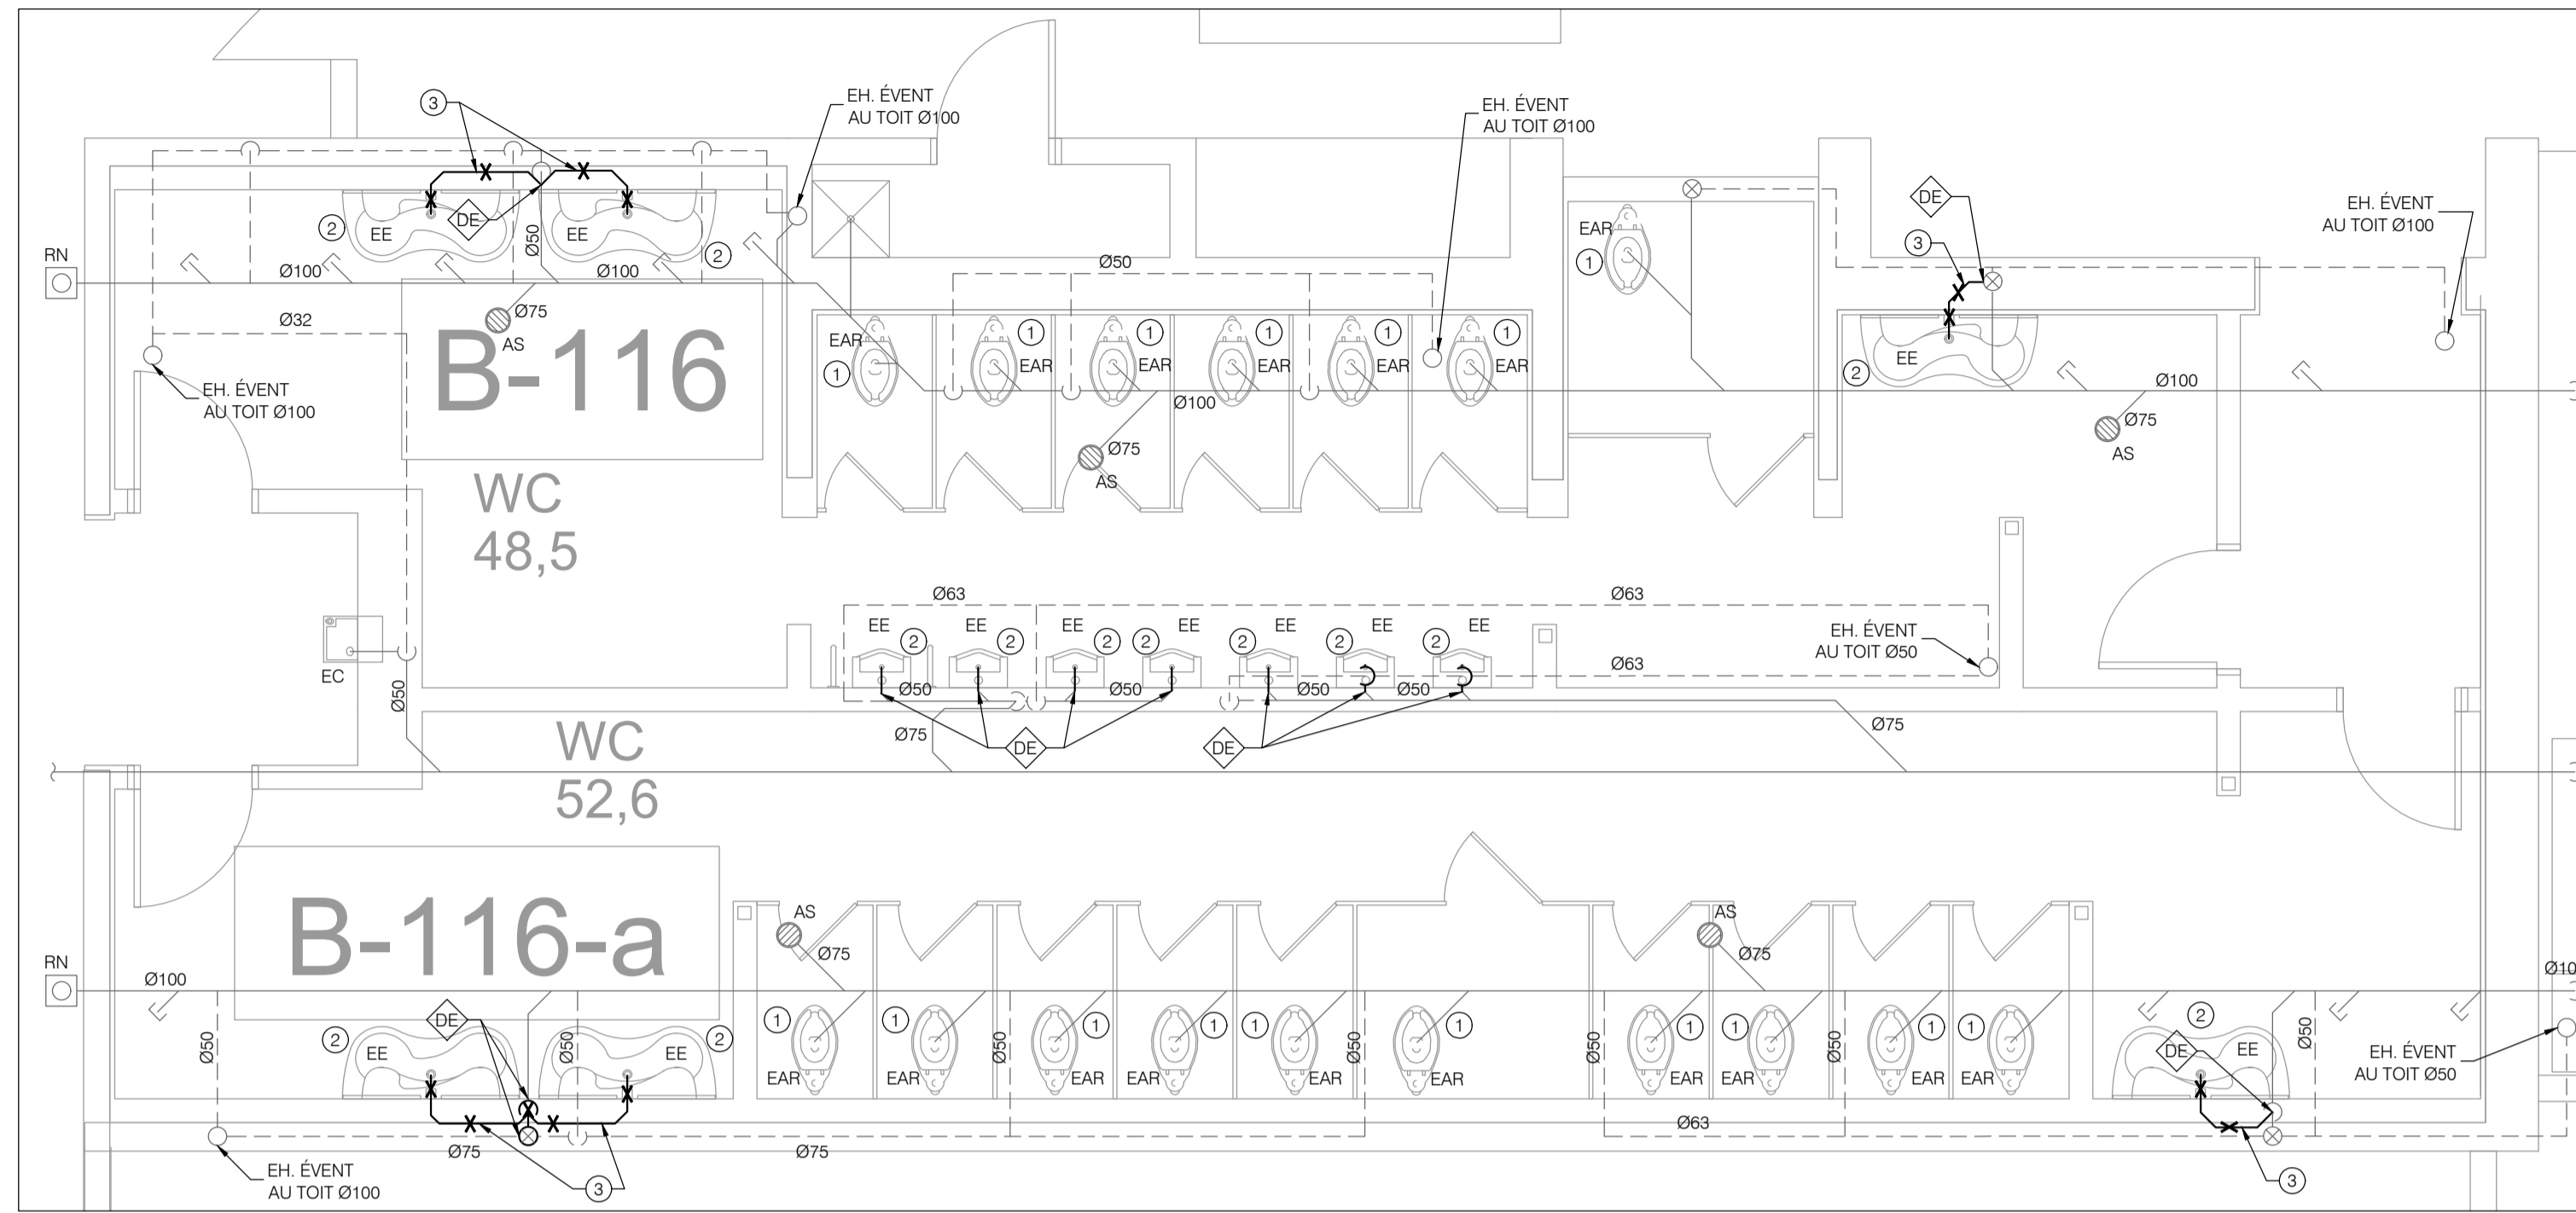 3
EH. ÉVENT
AU TOIT Ø100
EH. ÉVENT
AU TOIT Ø100
DE
EH. ÉVENT
AU TOIT Ø100
2
EE
DE
Ø50
EE
2
EAR
1
3
RN
Ø100
Ø100
Ø50
Ø32
Ø75
AS
B-116
EAR
1
1
EAR
1
EAR
1
EAR
1
EAR
1
EAR
2
EE
Ø100
EH. ÉVENT
AU TOIT Ø100
Ø100
Ø75
AS
Ø75
AS
WC
48,5
Ø63
Ø63
EE
2
EE
2
EE
2
2
EE
2
EE
2
EE
2
EE
EH. ÉVENT
AU TOIT Ø50
Ø63
EC
Ø50
Ø50
Ø50
Ø50
Ø50
Ø75
DE
DE
Ø75
WC
52,6
B-116-a
AS
Ø75
AS
Ø75
RN
Ø100
Ø10
DE
2
EE
Ø50
Ø50
EE
2
1
EAR
1
EAR
Ø50
1
EAR
1
EAR
1
EAR
Ø50
1
EAR
Ø50
1
EAR
1
EAR
Ø50
1
EAR
1
EAR
2
DE
EE
Ø50
EH. ÉVENT
AU TOIT Ø50
Ø75
Ø75
Ø63
EH. ÉVENT
AU TOIT Ø100
3
3